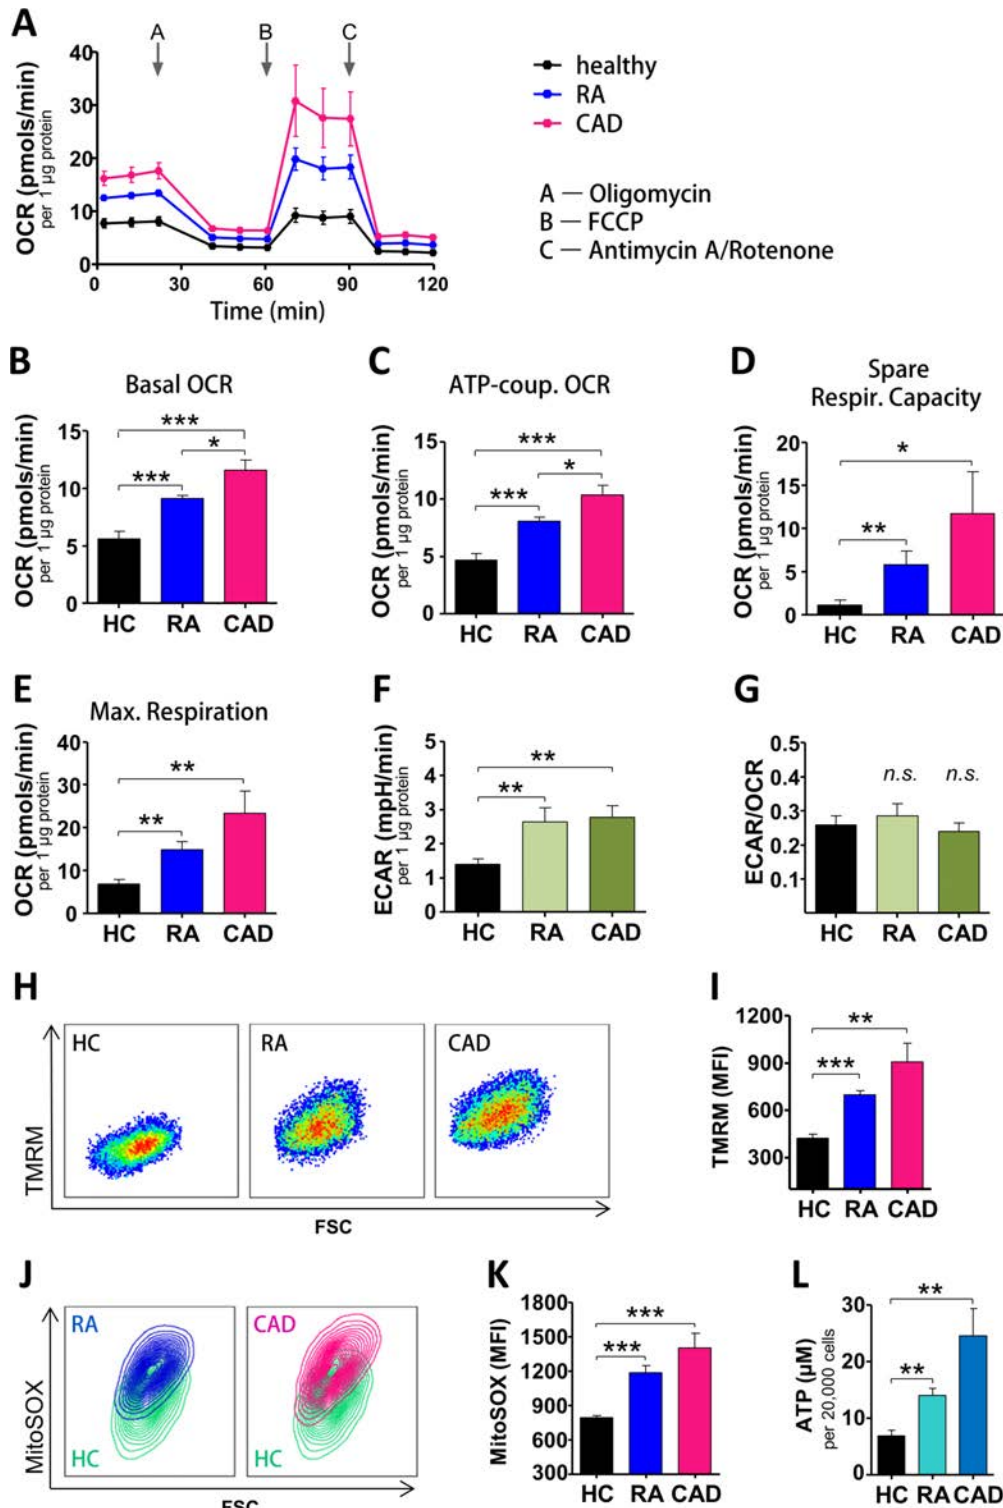 A
A
B
C
40
30
20
10
0
OCR (pmols/min)
per 1 µg protein
0
30
60
90
120
Time (min)
healthy
RA
CAD
A — Oligomycin
B — FCCP
C — Antimycin A/Rotenone
B
Basal OCR
OCR (pmols/min)
per 1 µg protein
15
10
5
0
***
*
***
HC RA CAD
C
ATP-coup. OCR
OCR (pmols/min)
per 1 µg protein
15
10
5
0
***
*
***
HC RA CAD
D
Spare
Respir. Capacity
OCR (pmols/min)
per 1 µg protein
20
15
10
5
0
*
**
HC RA CAD
E
Max. Respiration
OCR (pmols/min)
per 1 µg protein
40
30
20
10
0
**
**
HC RA CAD
F
ECAR (mpH/min)
per 1 µg protein
5
4
3
2
1
0
**
**
HC RA CAD
G
ECAR/OCR
0.5
0.4
0.3
0.2
0.1
n.s. n.s.
HC RA CAD
H
TMRM
HC
RA
CAD
FSC
I
TMRM (MFI)
1200
900
600
300
**
***
HC RA CAD
J
MitoSOX
RA
HC
CAD
HC
FSC
K
MitoSOX (MFI)
1800
1500
1200
900
600
300
***
***
HC RA CAD
L
ATP (µM)
per 20,000 cells
30
20
10
0
**
**
HC RA CAD